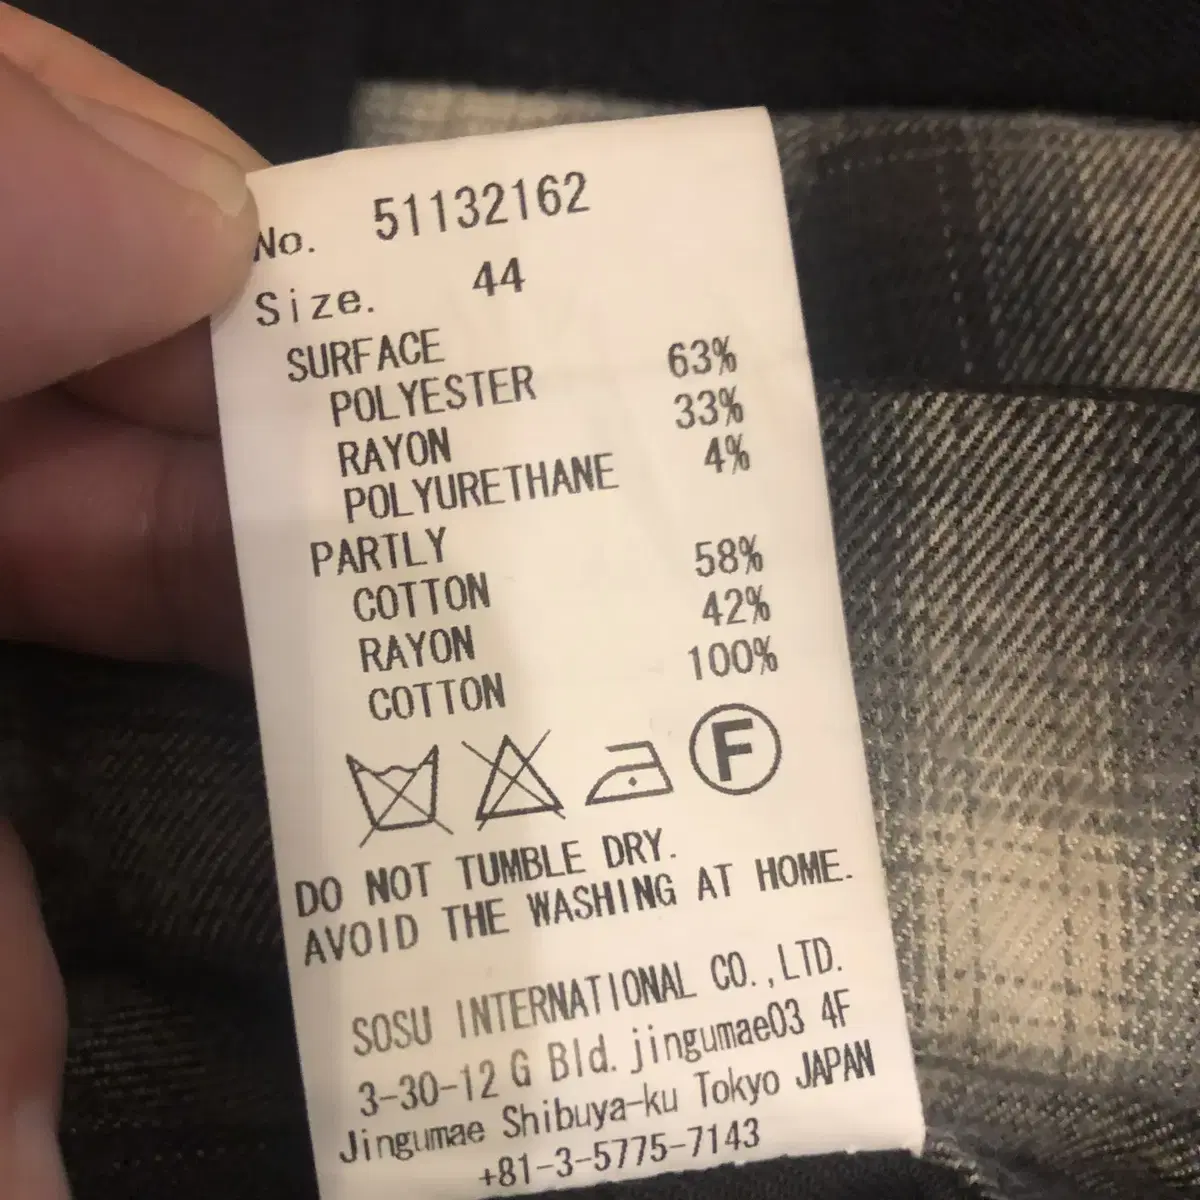 No. 51132162
Size. 44
SURFACE
POLYESTER 63%
RAYON 33%
POLYURETHANE 4%
PARTLY
COTTON 58%
RAYON 42%
COTTON 100%
F
DO NOT TUMBLE DRY.
AVOID THE WASHING AT HOME.
SOSU INTERNATIONAL CO.,LTD.
3-30-12 G Bld. jingumae03 4F
Jingumae Shibuya-ku Tokyo JAPAN
+81-3-5775-7143